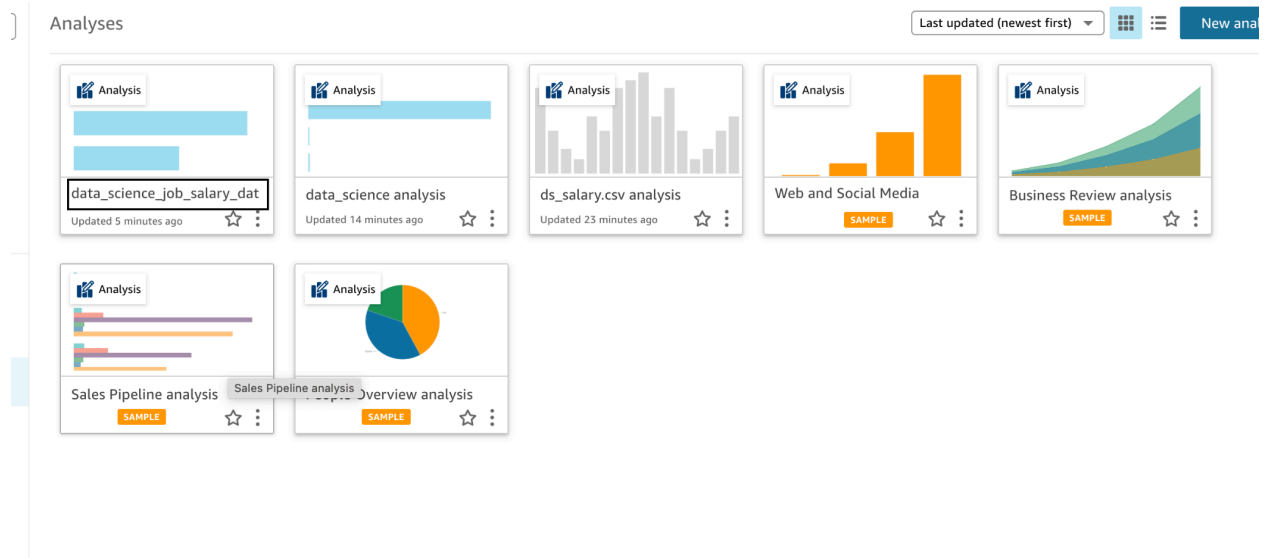 Analyses
Last updated (newest first)
New anal
Analysis
Analysis
Analysis
Analysis
Analysis
data_science_job_salary_dat
data_science analysis
ds_salary.csv analysis
Web and Social Media
Business Review analysis
Updated 5 minutes ago
Updated 14 minutes ago
Updated 23 minutes ago
SAMPLE
SAMPLE
Analysis
Analysis
Sales Pipeline analysis
Sales Pipeline analysis
Overview analysis
SAMPLE
SAMPLE